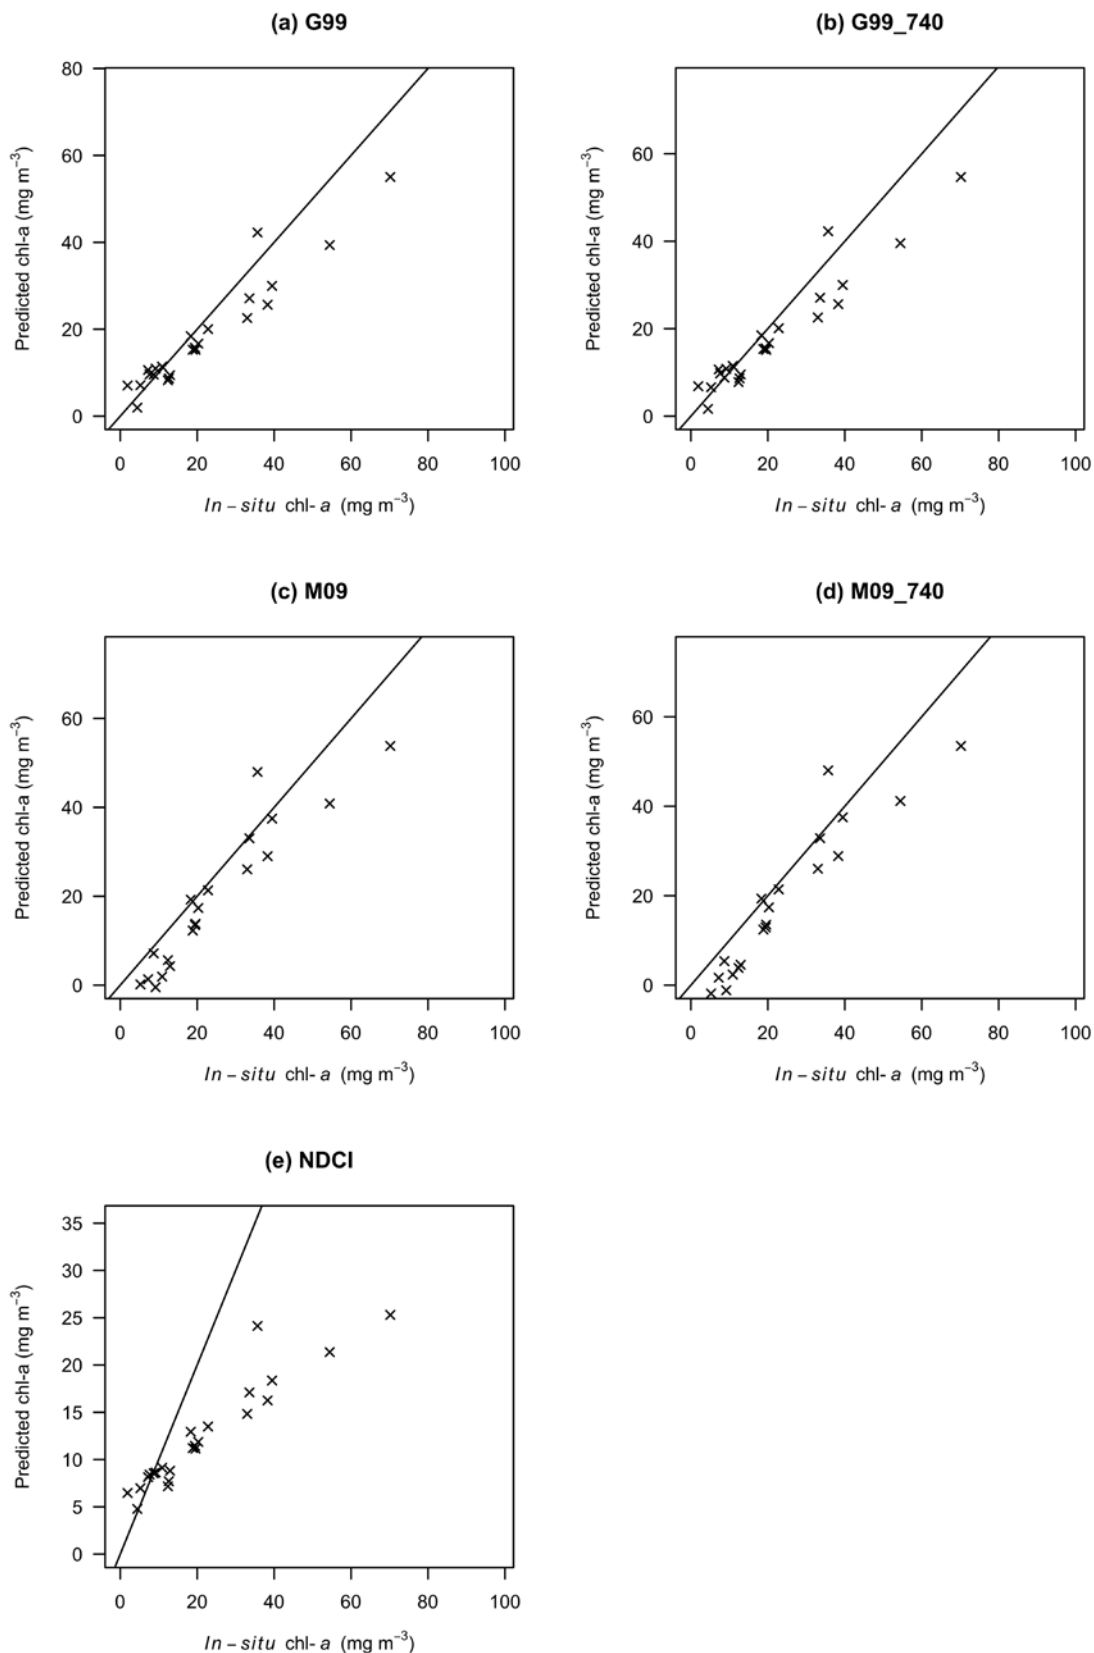 (a) G99
(b) G99_740
80
60
40
20
0
Predicted chl-a (mg m⁻³)
0 20 40 60 80 100
In – situ chl- a (mg m⁻³)
60
40
20
0
Predicted chl-a (mg m⁻³)
0 20 40 60 80 100
In – situ chl- a (mg m⁻³)
(c) M09
(d) M09_740
60
40
20
0
Predicted chl-a (mg m⁻³)
0 20 40 60 80 100
In – situ chl- a (mg m⁻³)
60
40
20
0
Predicted chl-a (mg m⁻³)
0 20 40 60 80 100
In – situ chl- a (mg m⁻³)
(e) NDCI
35
30
25
20
15
10
5
0
Predicted chl-a (mg m⁻³)
0 20 40 60 80 100
In – situ chl- a (mg m⁻³)